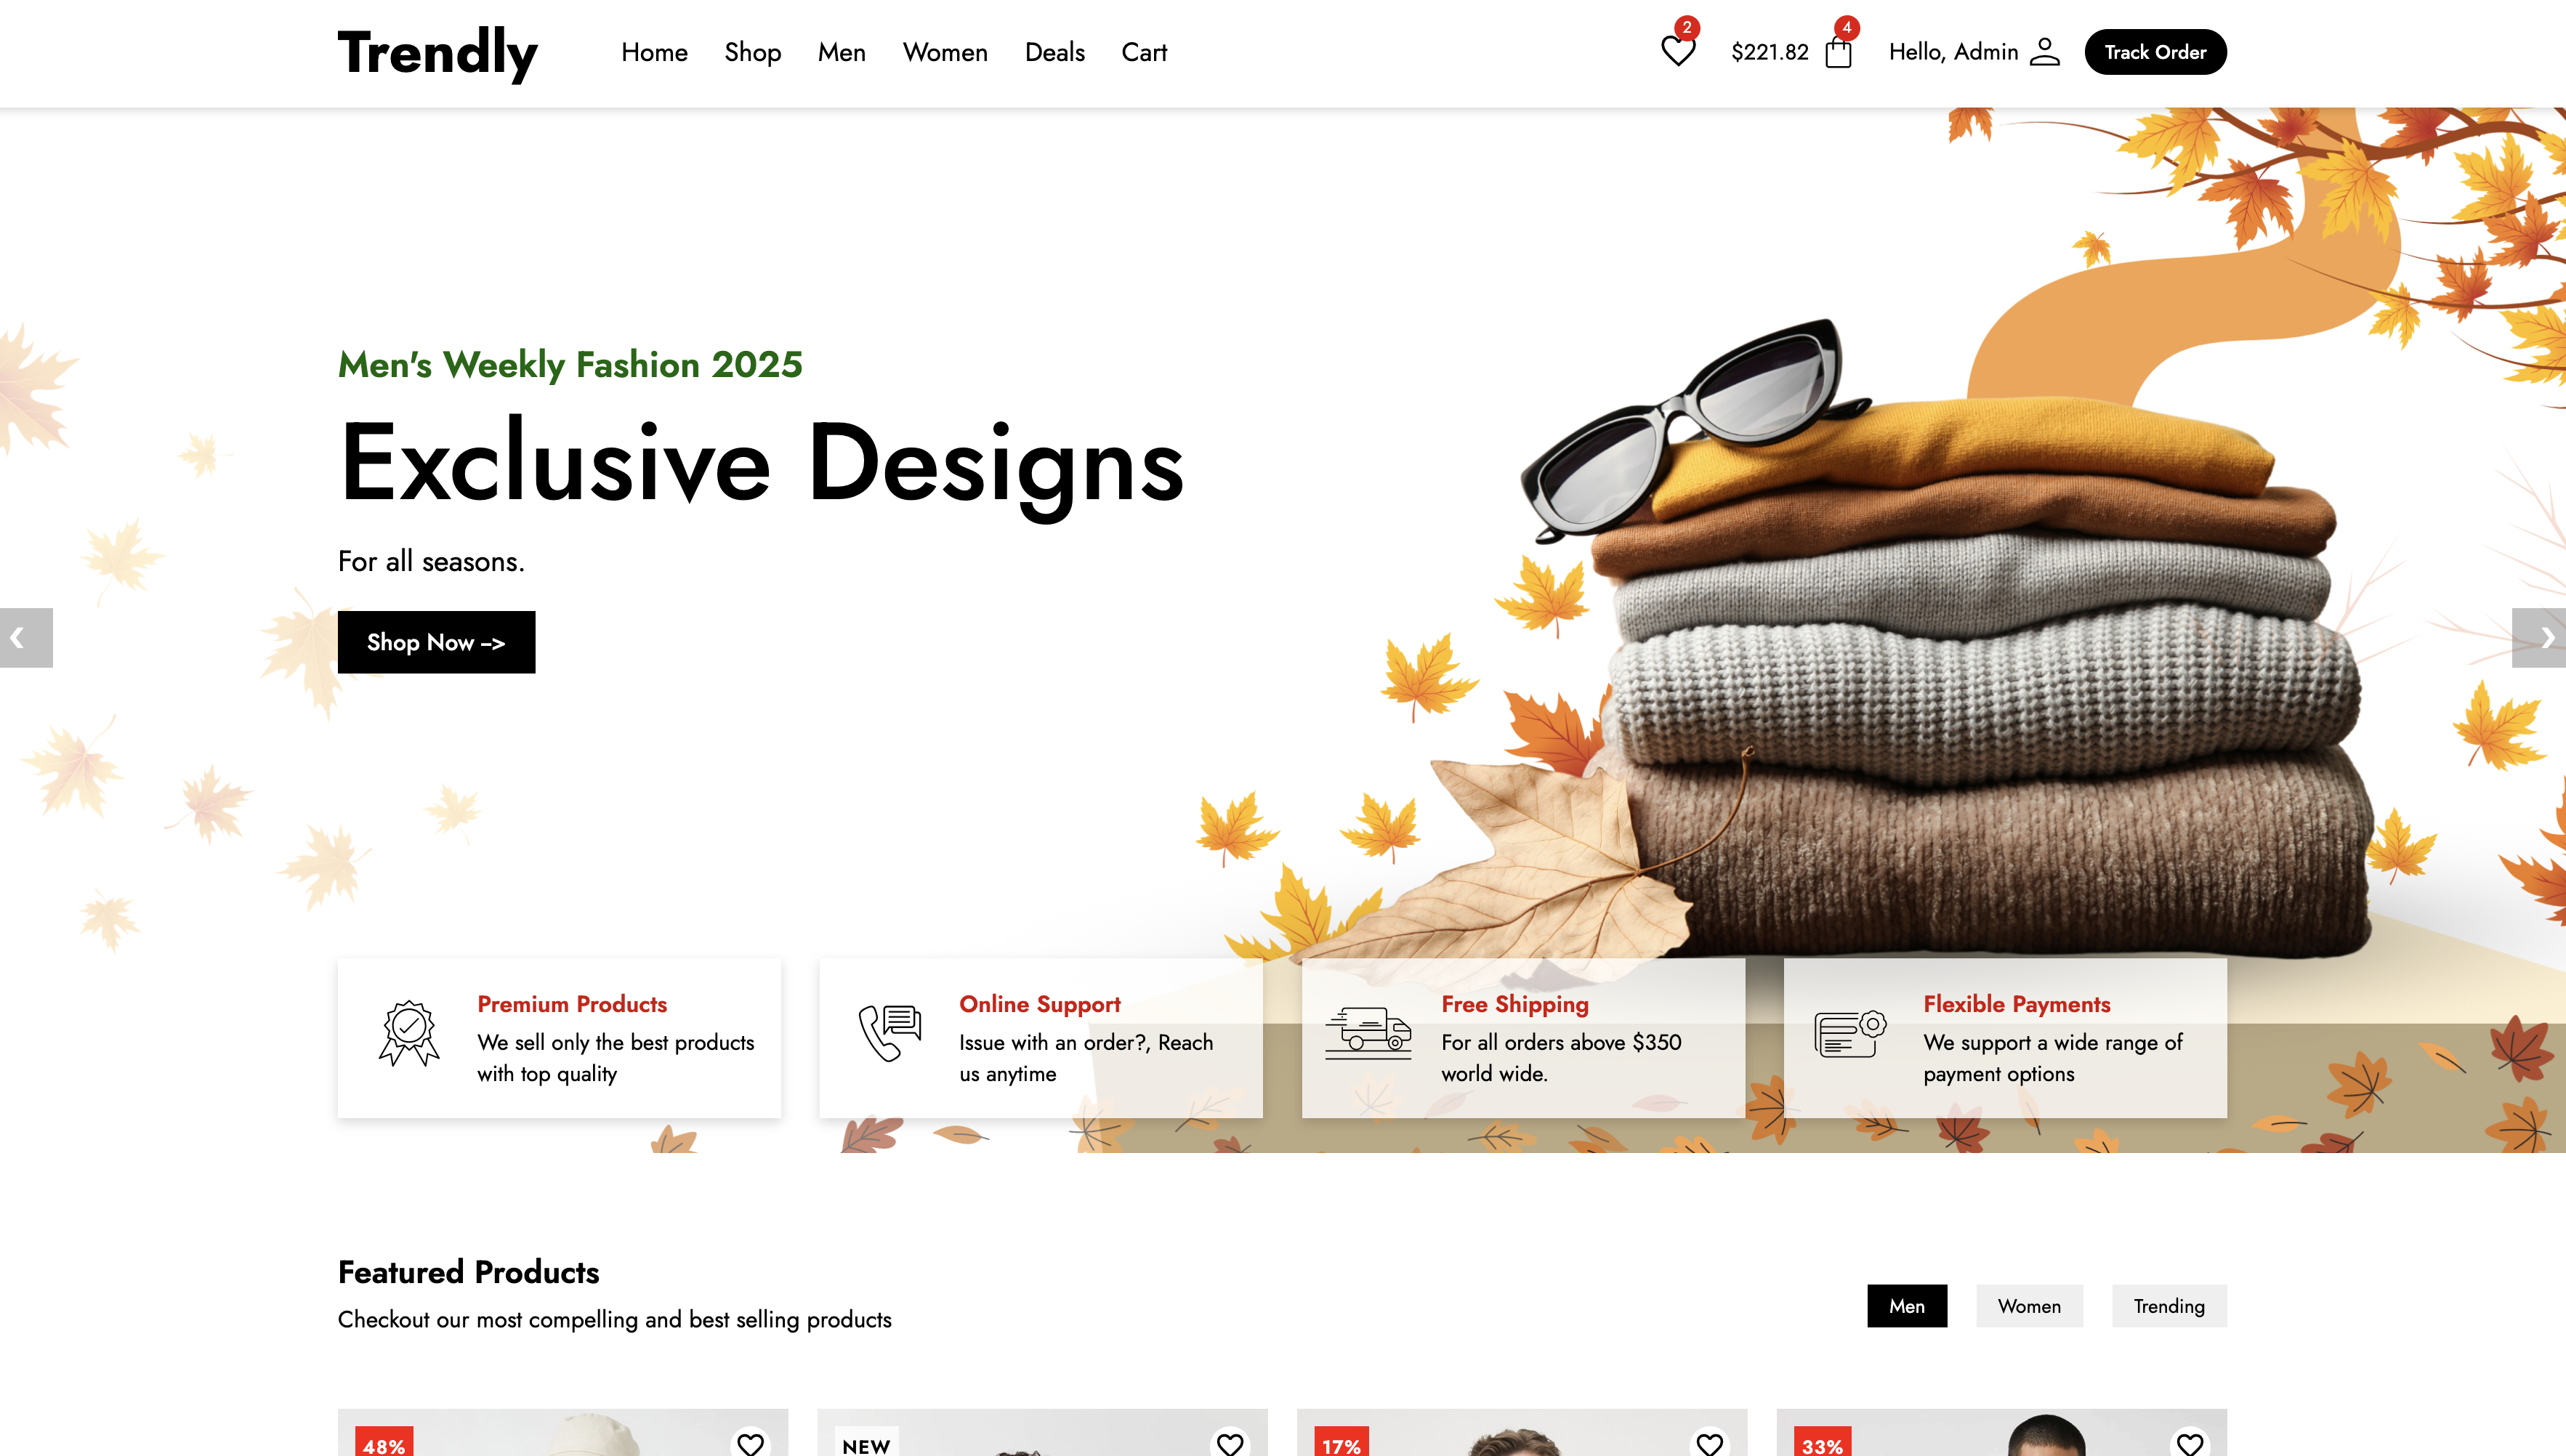 Trendly
Home Shop Men Women Deals Cart
2
$221.82
4
Hello, Admin
Track Order
Men's Weekly Fashion 2025
Exclusive Designs
For all seasons.
Shop Now –>
Premium Products
We sell only the best products
with top quality
Online Support
Issue with an order?, Reach
us anytime
Free Shipping
For all orders above $350
world wide.
Flexible Payments
We support a wide range of
payment options
Featured Products
Checkout our most compelling and best selling products
Men Women Trending
48%
NEW
17%
33%